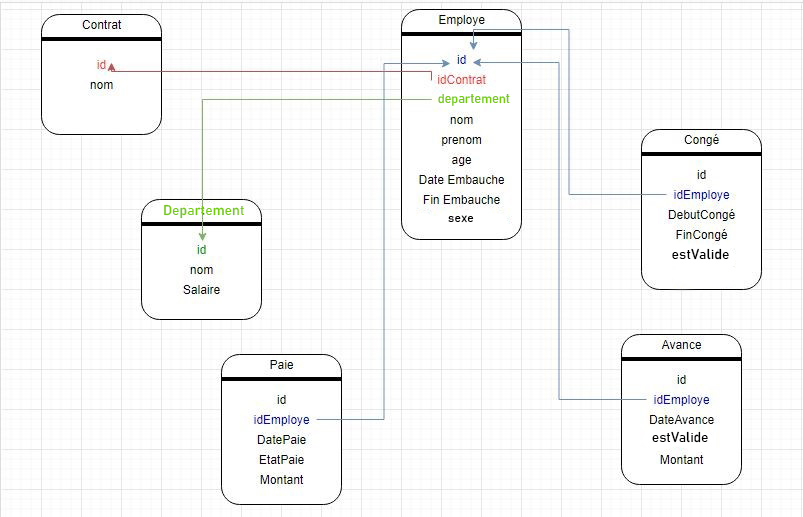 Contrat
id
nom
Employe
id
idContrat
departement
nom
prenom
age
Date Embauche
Fin Embauche
sexe
Departement
id
nom
Salaire
Congé
id
idEmploye
DebutCongé
FinCongé
estValide
Paie
id
idEmploye
DatePaie
EtatPaie
Montant
Avance
id
idEmploye
DateAvance
estValide
Montant